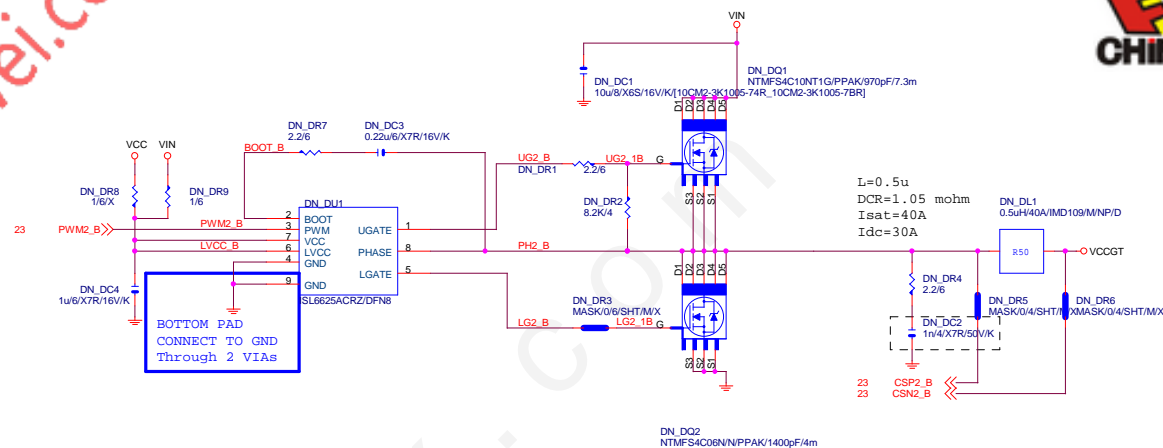 VIN
DN_DC1
10u/8/X6S/16V/K/[10CM2-3K1005-74R_10CM2-3K1005-7BR]
DN_DQ1
NTMFS4C10NT1G/PPAK/970pF/7.3m
D1
D2
D3
D4
D5
G
S3
S2
S1
VCC
VIN
DN_DR8
1/6/X
DN_DR9
1/6
BOOT_B
DN_DR7
2.2/6
DN_DC3
0.22u/6/X7R/16V/K
UG2_B
DN_DR1
2.2/6
UG2_1B
DN_DR2
8.2K/4
23 PWM2_B
PWM2_B
LVCC_B
DN_DU1
2 BOOT
3 PWM
7 VCC
6 LVCC
4 GND
9 GND
UGATE 1
PHASE 8
LGATE 5
ISL6625ACRZ/DFN8
DN_DC4
1u/6/X7R/16V/K
BOTTOM PAD
CONNECT TO GND
Through 2 VIAs
PH2_B
LG2_B
DN_DR3
MASK/0/6/SHT/M/X
LG2_1B
D1
D2
D3
D4
D5
G
S3
S2
S1
DN_DQ2
NTMFS4C06N/N/PPAK/1400pF/4m
L=0.5u
DCR=1.05 mohm
Isat=40A
Idc=30A
DN_DL1
0.5uH/40A/IMD109/M/NP/D
R50
VCCGT
DN_DR4
2.2/6
DN_DC2
1n/4/X7R/50V/K
DN_DR5
MASK/0/4/SHT/M/X
DN_DR6
MASK/0/4/SHT/M/X
23 CSP2_B
23 CSN2_B